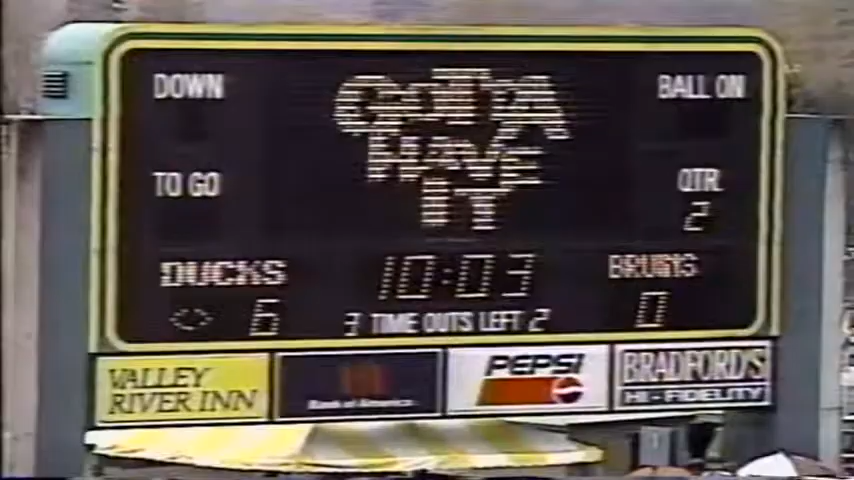 DOWN
GOTTA
HAVE
IT
BALL ON
TO GO
QTR.
2
DUCKS
10:03
BRUINS
6
3 TIME OUTS LEFT 2
0
VALLEY
RIVER INN
Bank of America
PEPSI
BRADFORD'S
HI-FIDELITY